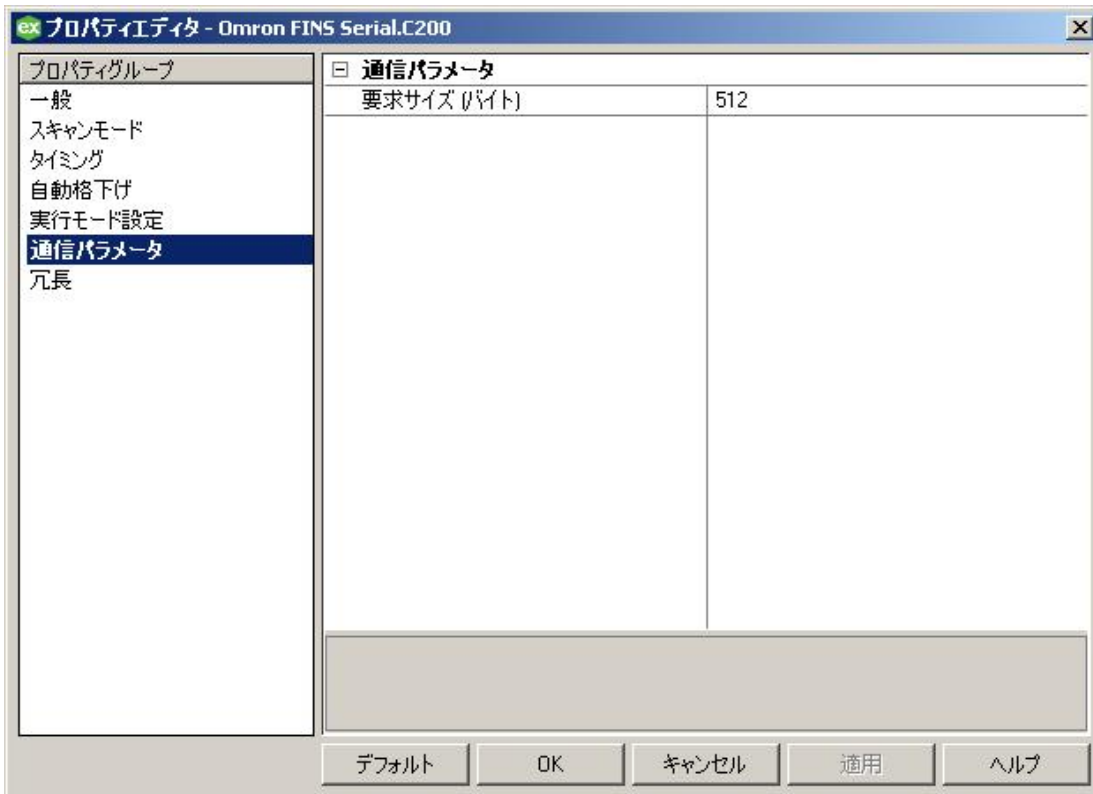 ex プロパティエディタ - Omron FINS Serial.C200
プロパティグループ
一般
スキャンモード
タイミング
自動格下げ
実行モード設定
通信パラメータ
冗長
通信パラメータ
要求サイズ (バイト) 512
デフォルト OK キャンセル 適用 ヘルプ